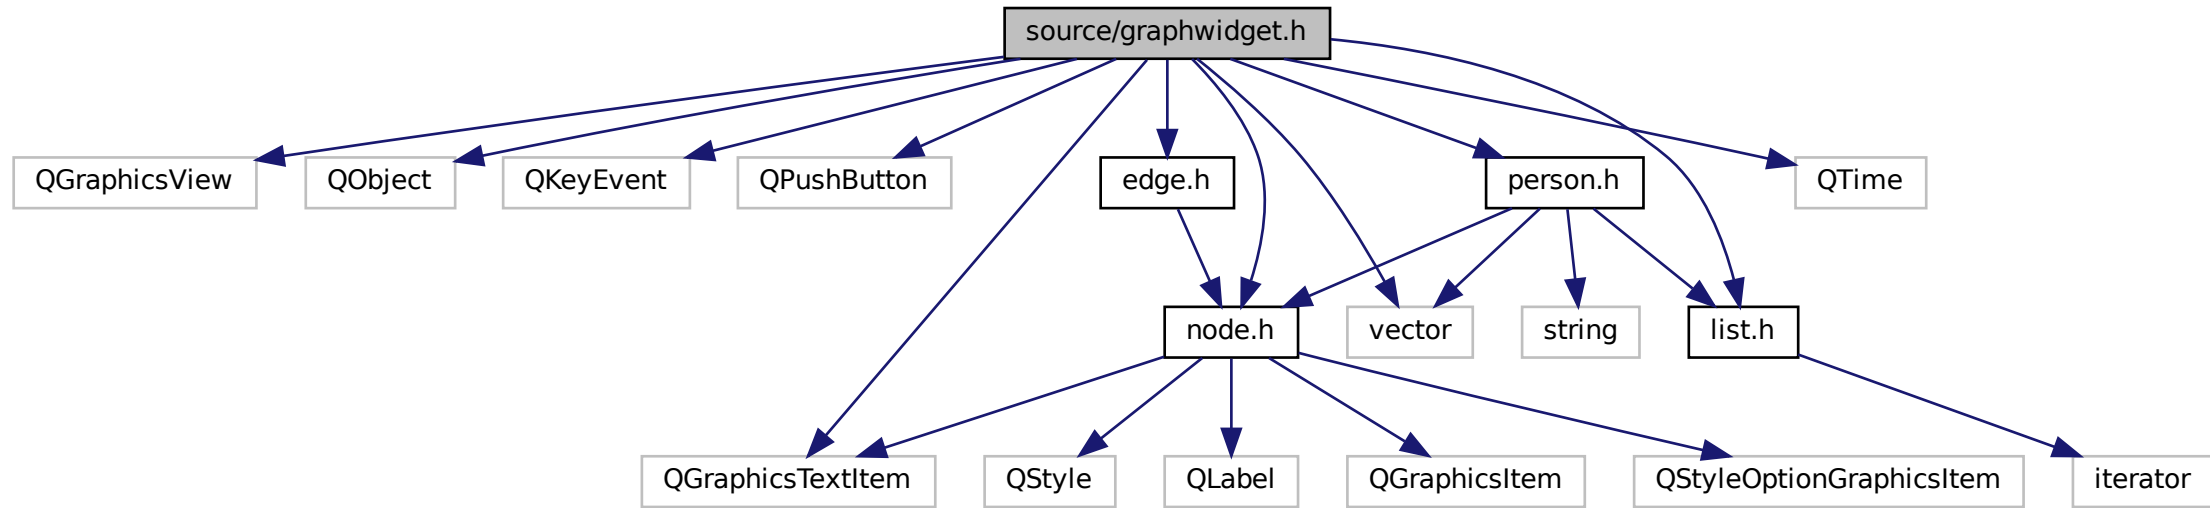 source/graphwidget.h
QGraphicsView
QObject
QKeyEvent
QPushButton
edge.h
person.h
QTime
node.h
vector
string
list.h
QGraphicsTextItem
QStyle
QLabel
QGraphicsItem
QStyleOptionGraphicsItem
iterator